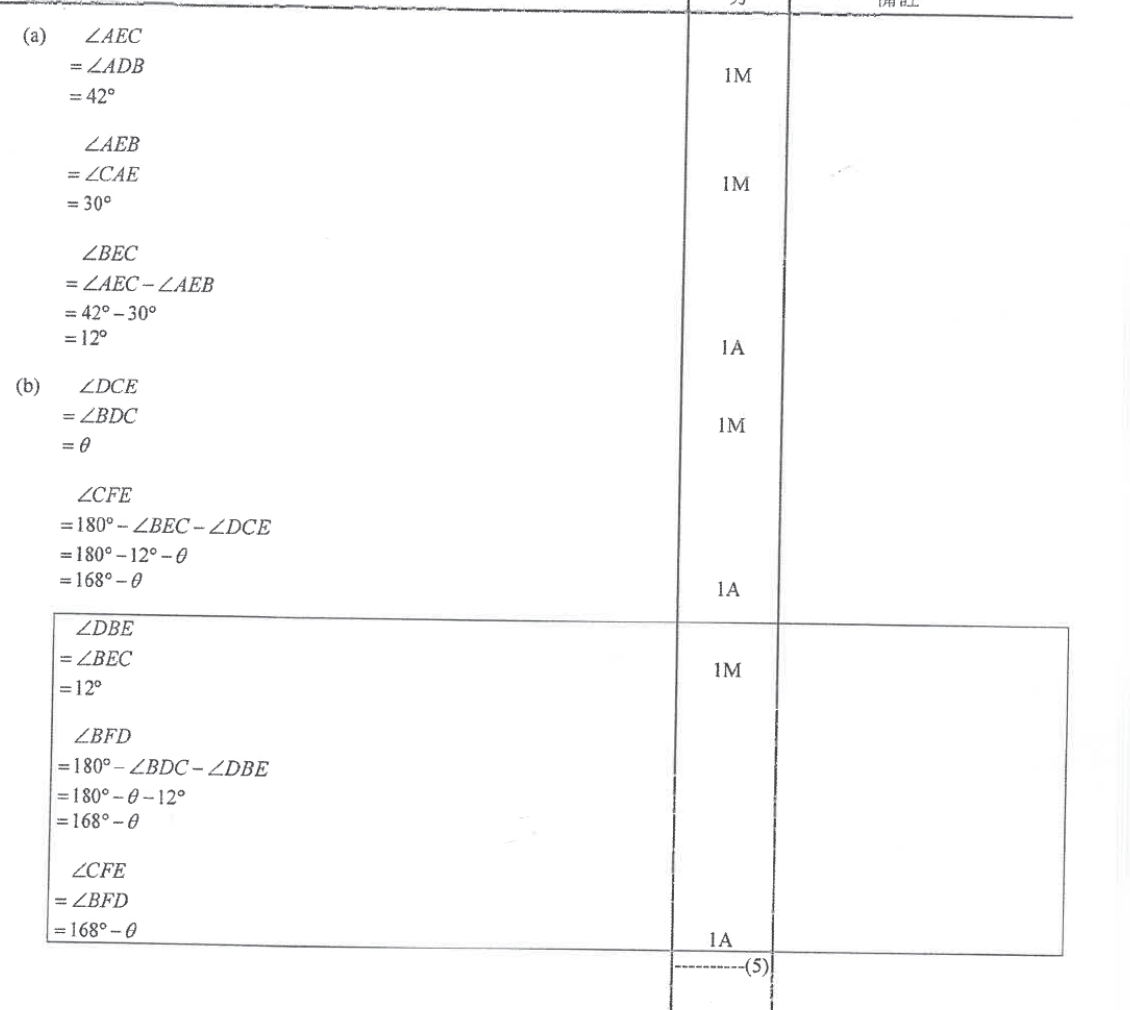 (a) ∠AEC
= ∠ADB 1M
= 42°
∠AEB
= ∠CAE 1M
= 30°
∠BEC
= ∠AEC − ∠AEB
= 42° − 30°
= 12° 1A
(b) ∠DCE
= ∠BDC 1M
= θ
∠CFE
= 180° − ∠BEC − ∠DCE
= 180° − 12° − θ
= 168° − θ 1A
∠DBE
= ∠BEC 1M
= 12°
∠BFD
= 180° − ∠BDC − ∠DBE
= 180° − θ − 12°
= 168° − θ
∠CFE
= ∠BFD
= 168° − θ 1A
----------(5)